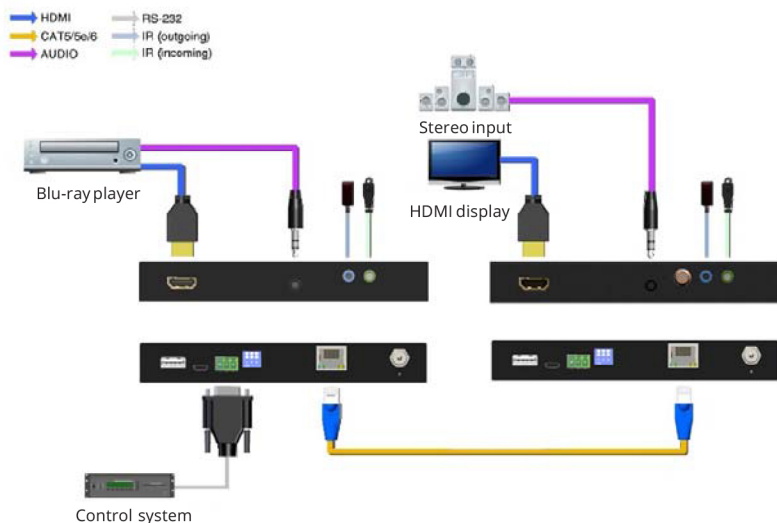 HDMI
CAT5/5e/6
AUDIO
RS-232
IR (outgoing)
IR (incoming)
Stereo input
Blu-ray player
HDMI display
Control system